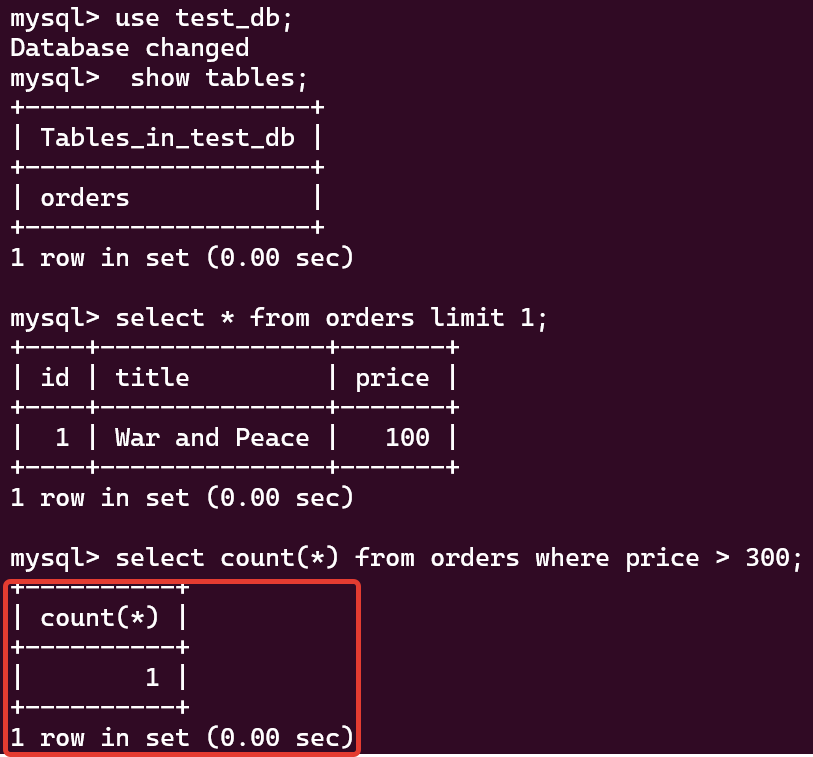 mysql> use test_db;
Database changed
mysql>  show tables;
+-------------------+
| Tables_in_test_db |
+-------------------+
| orders            |
+-------------------+
1 row in set (0.00 sec)

mysql> select * from orders limit 1;
+----+---------------+-------+
| id | title         | price |
+----+---------------+-------+
|  1 | War and Peace |   100 |
+----+---------------+-------+
1 row in set (0.00 sec)

mysql> select count(*) from orders where price > 300;
+----------+
| count(*) |
+----------+
|        1 |
+----------+
1 row in set (0.00 sec)